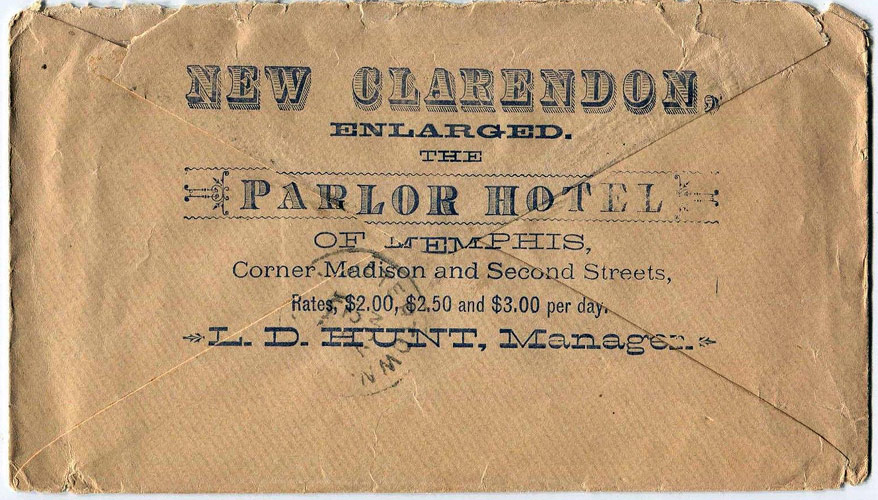 NEW CLARENDON,
ENLARGED.
THE
PARLOR HOTEL
OF MEMPHIS,
Corner Madison and Second Streets,
Rates, $2.00, $2.50 and $3.00 per day.
L. D. HUNT, Manager.